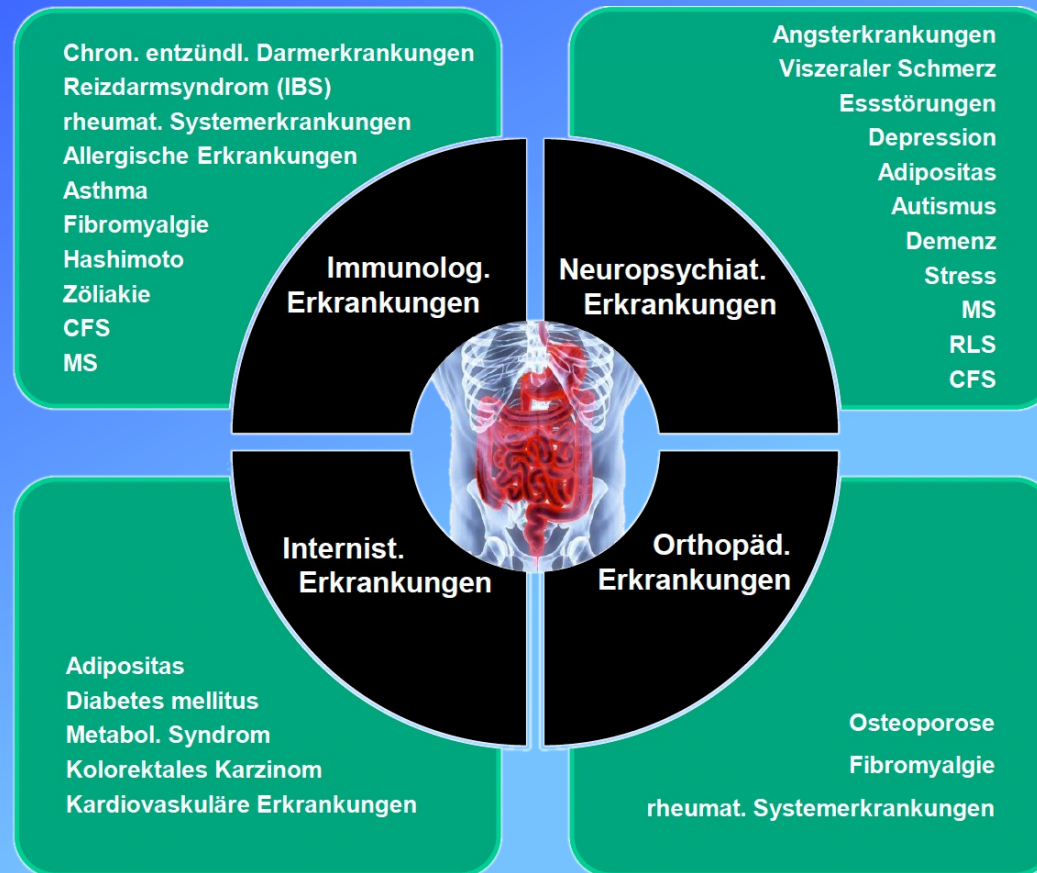 Chron. entzündl. Darmerkrankungen
Reizdarmsyndrom (IBS)
rheumat. Systemerkrankungen
Allergische Erkrankungen
Asthma
Fibromyalgie
Hashimoto
Zöliakie
CFS
MS
Immunolog.
Erkrankungen
Angsterkrankungen
Viszeraler Schmerz
Essstörungen
Depression
Adipositas
Autismus
Demenz
Stress
MS
RLS
CFS
Neuropsychiat.
Erkrankungen
Internist.
Erkrankungen
Adipositas
Diabetes mellitus
Metabol. Syndrom
Kolorektales Karzinom
Kardiovaskuläre Erkrankungen
Orthopäd.
Erkrankungen
Osteoporose
Fibromyalgie
rheumat. Systemerkrankungen